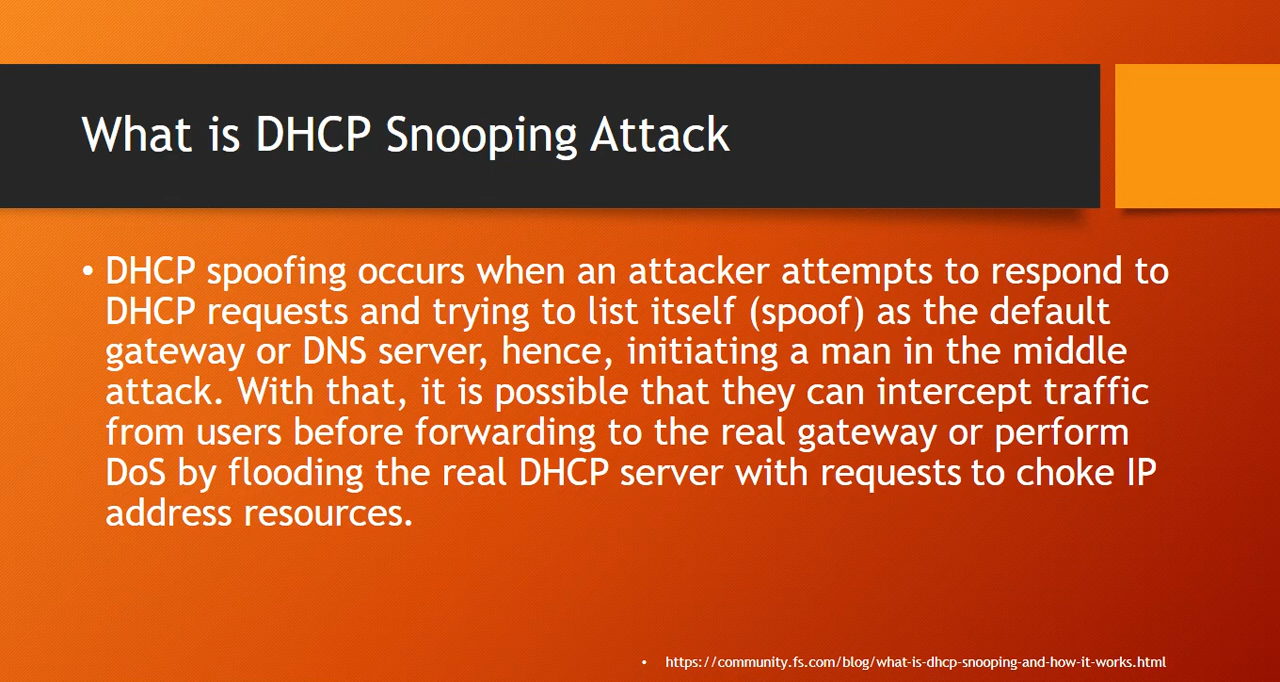 What is DHCP Snooping Attack
• DHCP spoofing occurs when an attacker attempts to respond to
DHCP requests and trying to list itself (spoof) as the default
gateway or DNS server, hence, initiating a man in the middle
attack. With that, it is possible that they can intercept traffic
from users before forwarding to the real gateway or perform
DoS by flooding the real DHCP server with requests to choke IP
address resources.
• https://community.fs.com/blog/what-is-dhcp-snooping-and-how-it-works.html